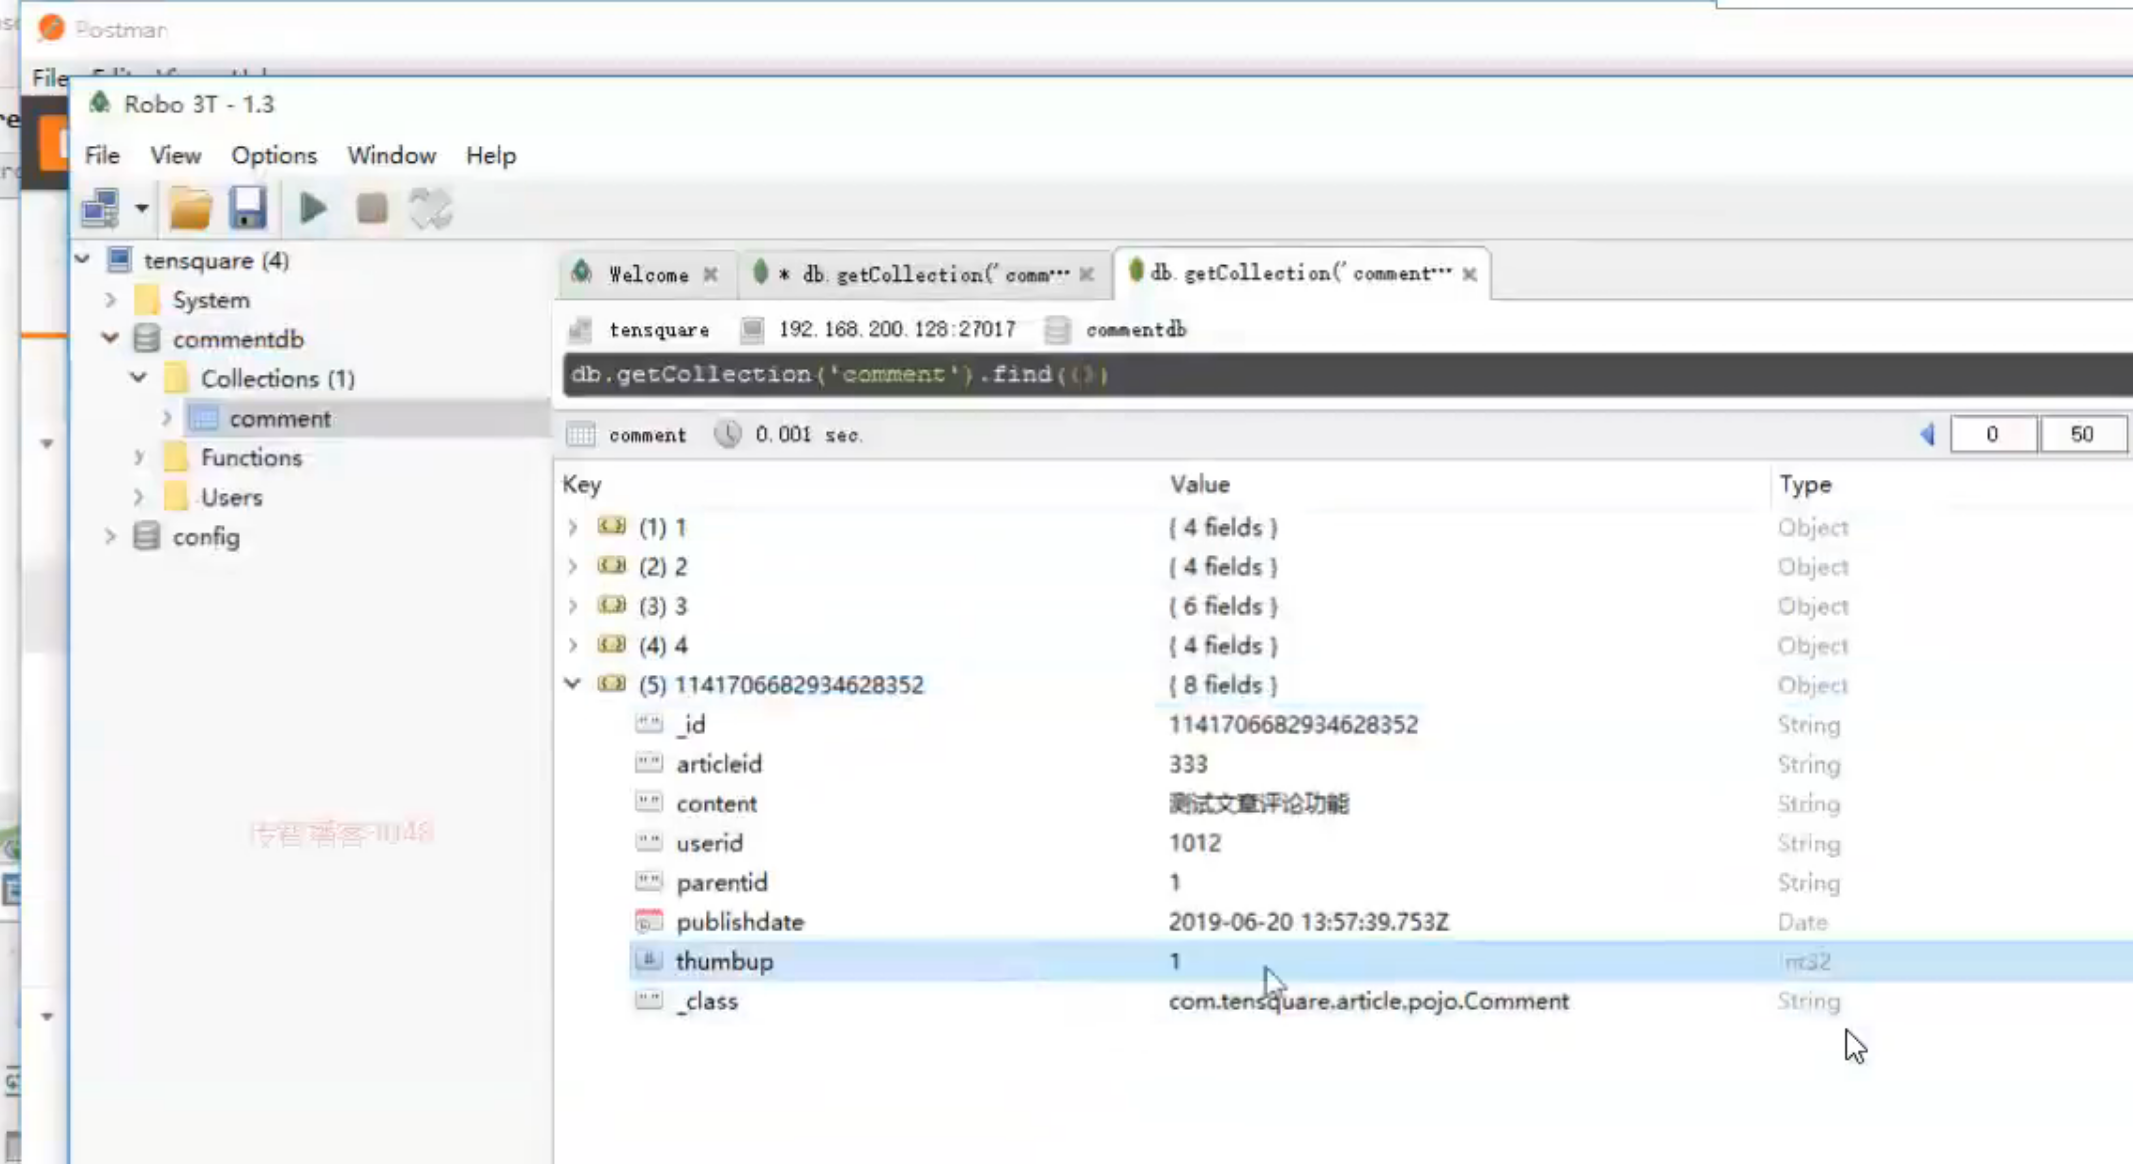 Postman
File Edit View Help
Robo 3T - 1.3
File View Options Window Help
tensquare (4)
System
commentdb
Collections (1)
comment
Functions
Users
config
Welcome
* db.getCollection('comm...
db.getCollection('comment...
tensquare 192.168.200.128:27017 commentdb
db.getCollection('comment').find({})
comment 0.001 sec.
0 50
Key Value Type
(1) 1 { 4 fields } Object
(2) 2 { 4 fields } Object
(3) 3 { 6 fields } Object
(4) 4 { 4 fields } Object
(5) 1141706682934628352 { 8 fields } Object
_id 1141706682934628352 String
articleid 333 String
content 测试文章评论功能 String
userid 1012 String
parentid 1 String
publishdate 2019-06-20 13:57:39.753Z Date
thumbup 1 Int32
_class com.tensquare.article.pojo.Comment String
传智播客-1048